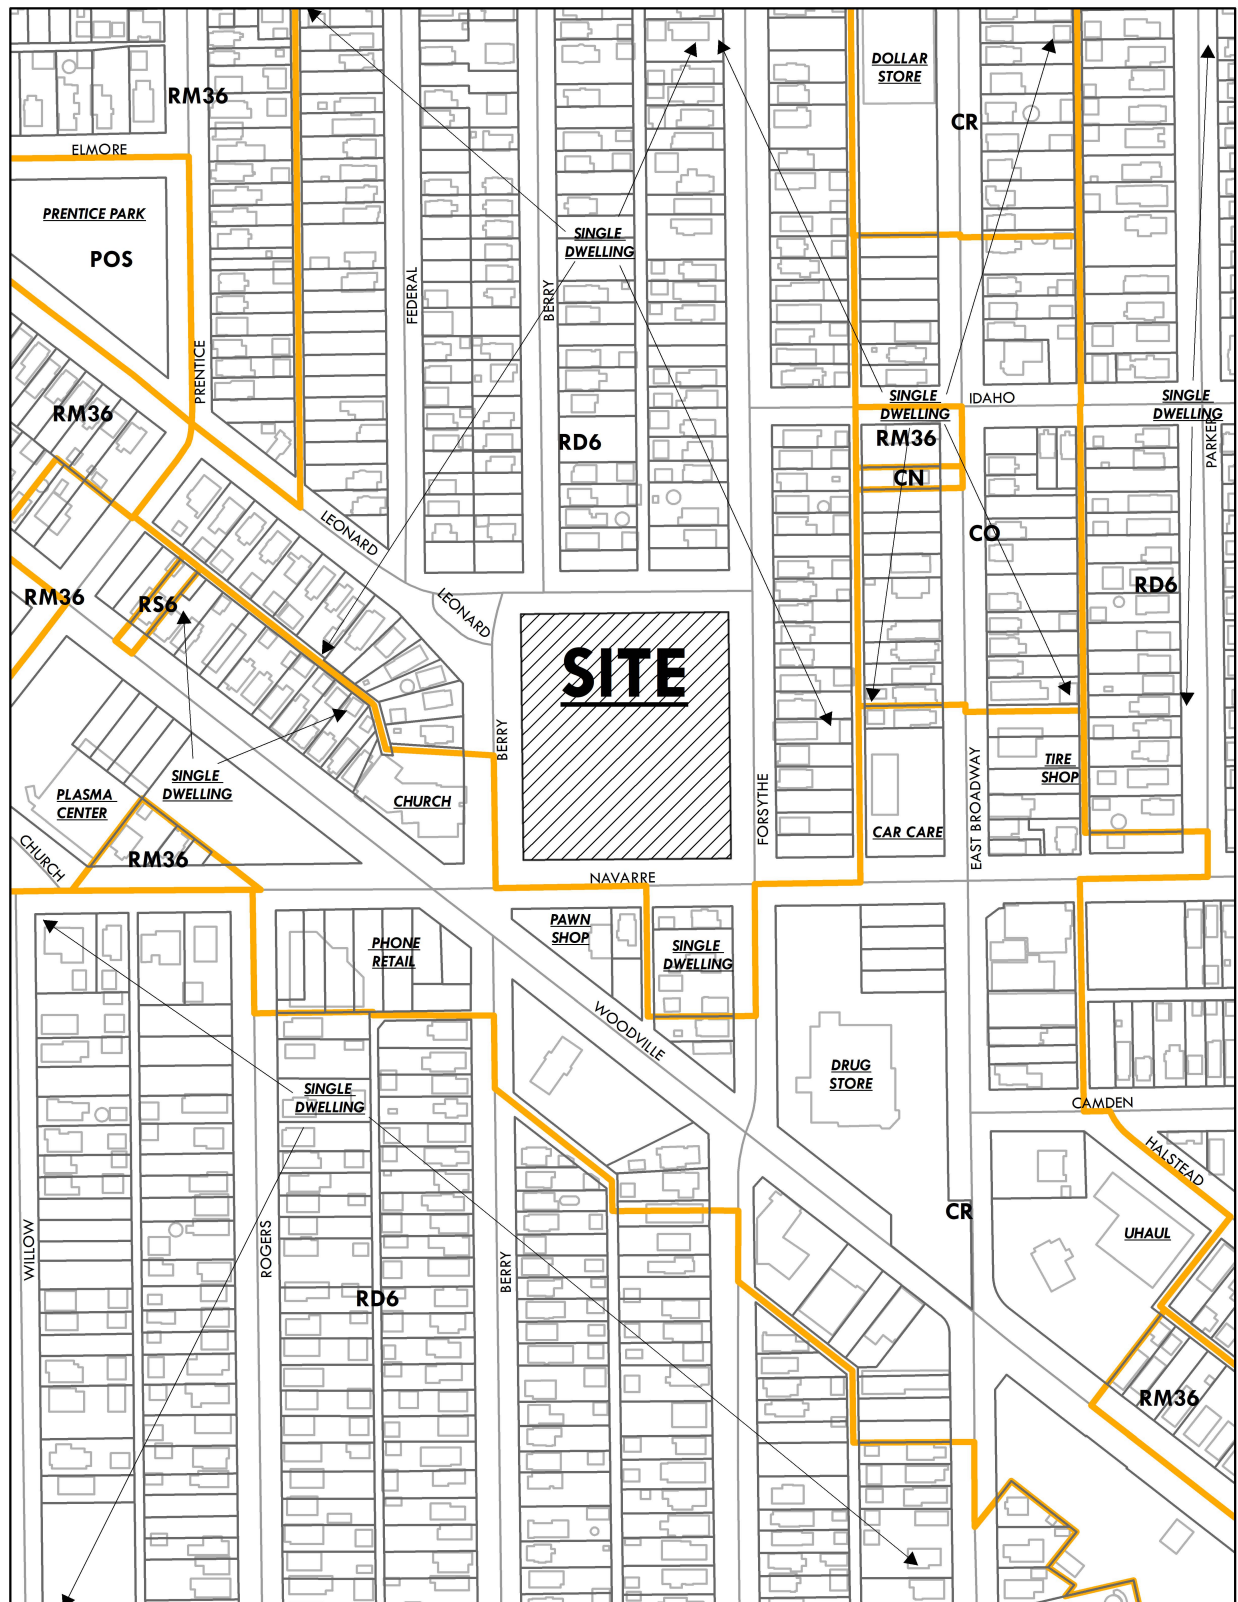 DOLLAR
STORE
RM36
CR
ELMORE
PRENTICE PARK
POS
SINGLE
DWELLING
FEDERAL
BERRY
PRENTICE
IDAHO
SINGLE
DWELLING
SINGLE
DWELLING
PARKER
RM36
RM36
RD6
CN
LEONARD
CO
RM36
RS6
LEONARD
RD6
SITE
BERRY
SINGLE
DWELLING
TIRE
SHOP
PLASMA
CENTER
CHURCH
FORSYTHE
EAST BROADWAY
CAR CARE
CHURCH
RM36
NAVARRE
PAWN
SHOP
PHONE
RETAIL
SINGLE
DWELLING
WOODVILLE
DRUG
STORE
SINGLE
DWELLING
CAMDEN
HALSTEAD
CR
UHAUL
WILLOW
ROGERS
BERRY
RD6
RM36